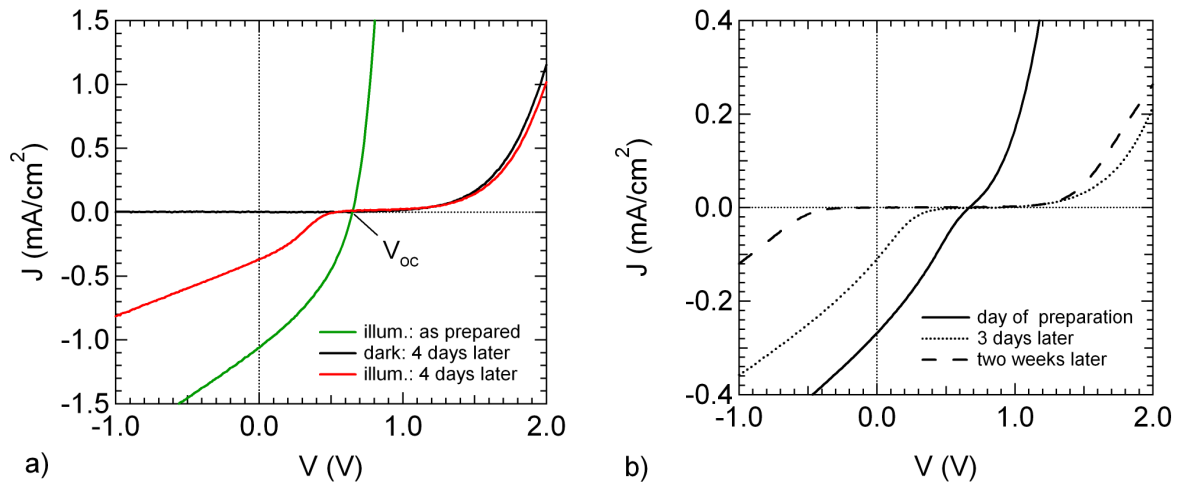 1.5
1.0
0.5
0.0
-0.5
-1.0
-1.5
J (mA/cm²)
-1.0 0.0 1.0 2.0
V (V)
V_oc
illum.: as prepared
dark: 4 days later
illum.: 4 days later
a)
0.4
0.2
0.0
-0.2
-0.4
J (mA/cm²)
-1.0 0.0 1.0 2.0
V (V)
day of preparation
3 days later
two weeks later
b)